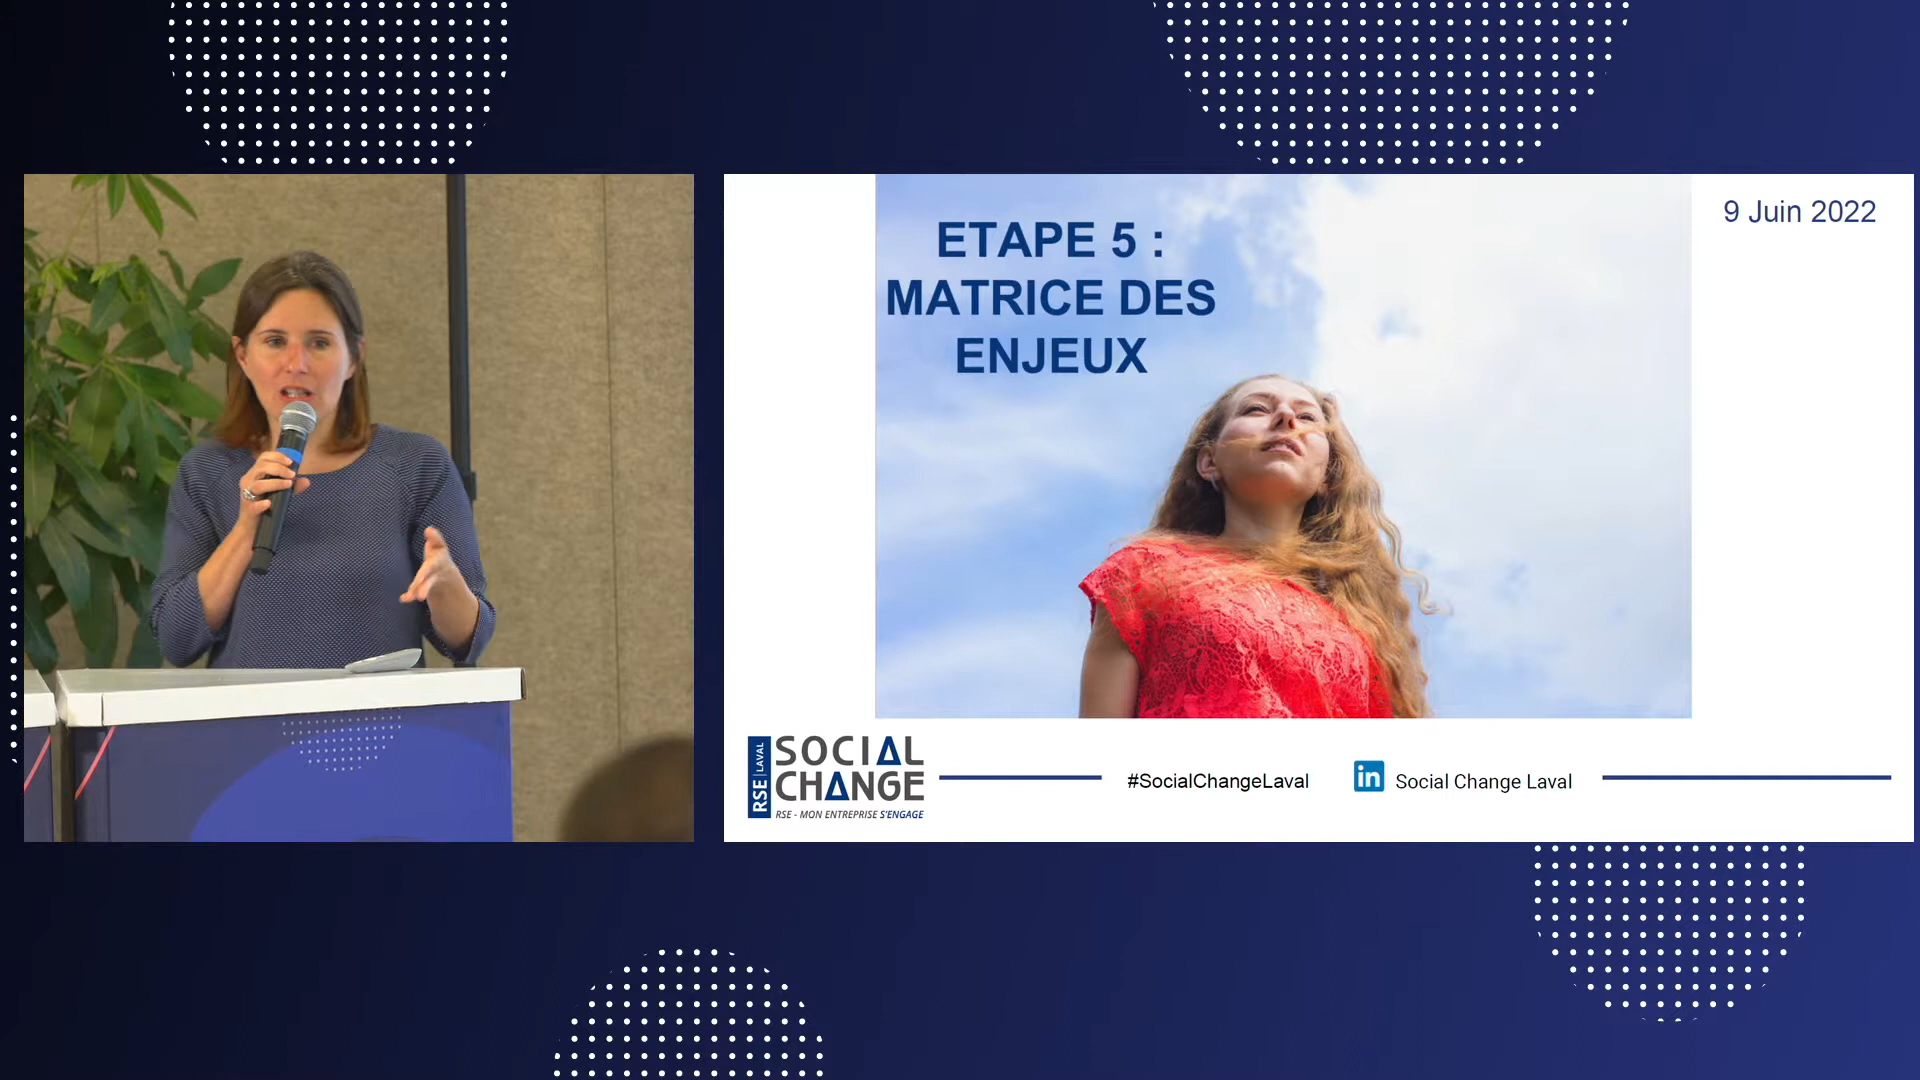 ETAPE 5 :
MATRICE DES
ENJEUX
9 Juin 2022
RSE | LAVAL
SOCIAL
CHANGE
RSE - MON ENTREPRISE S'ENGAGE
#SocialChangeLaval
in Social Change Laval